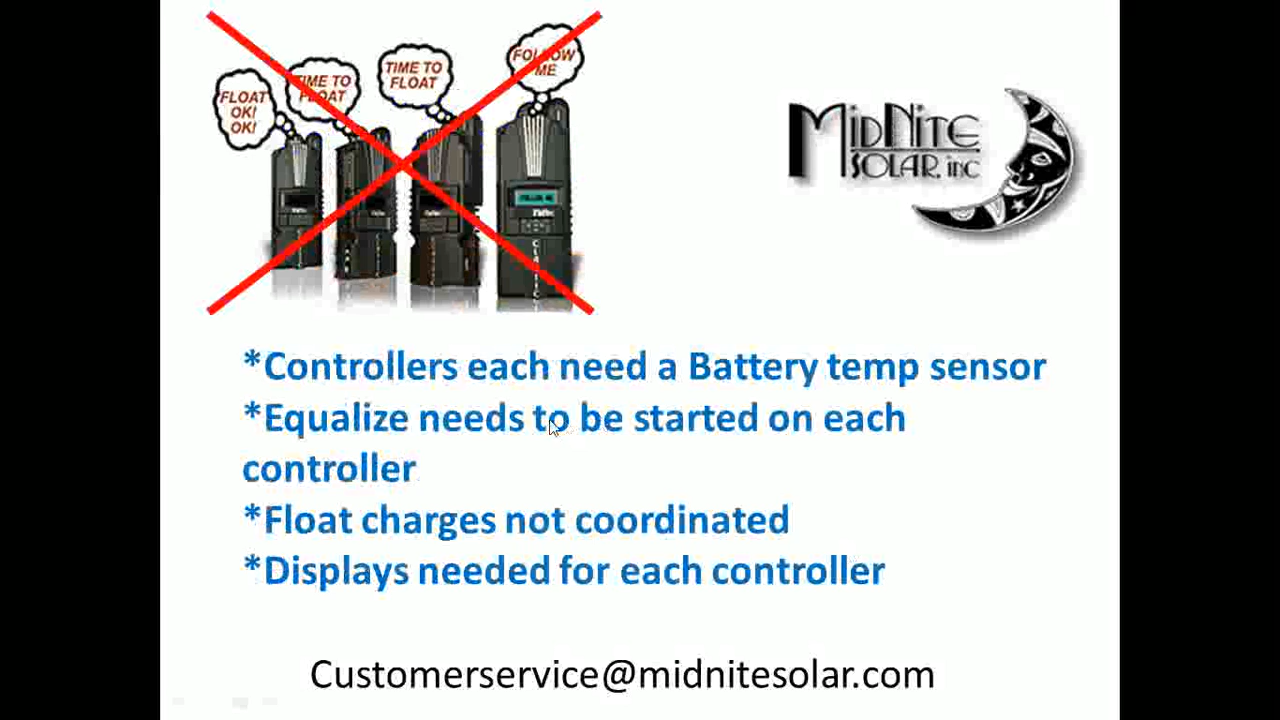 FOLLOW
ME
TIME TO
FLOAT
TIME TO
FLOAT
FLOAT
OK!
OK!
MIDNITE
SOLAR, INC
CLASSIC
*Controllers each need a Battery temp sensor
*Equalize needs to be started on each
controller
*Float charges not coordinated
*Displays needed for each controller
Customerservice@midnitesolar.com